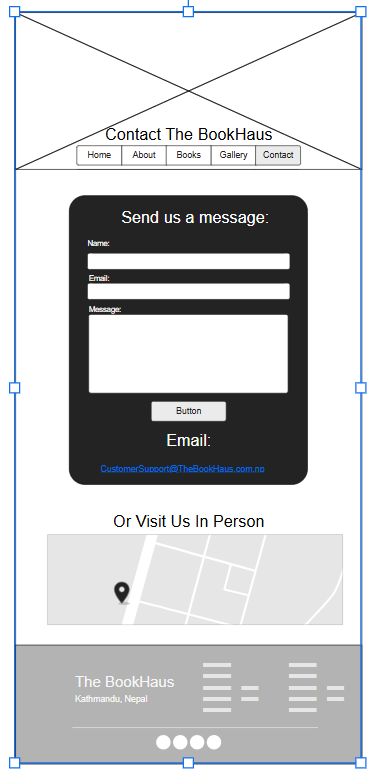 Contact The BookHaus
Home About Books Gallery Contact
Send us a message:
Name:
Email:
Message:
Button
Email:
CustomerSupport@TheBookHaus.com.np
Or Visit Us In Person
The BookHaus
Kathmandu, Nepal